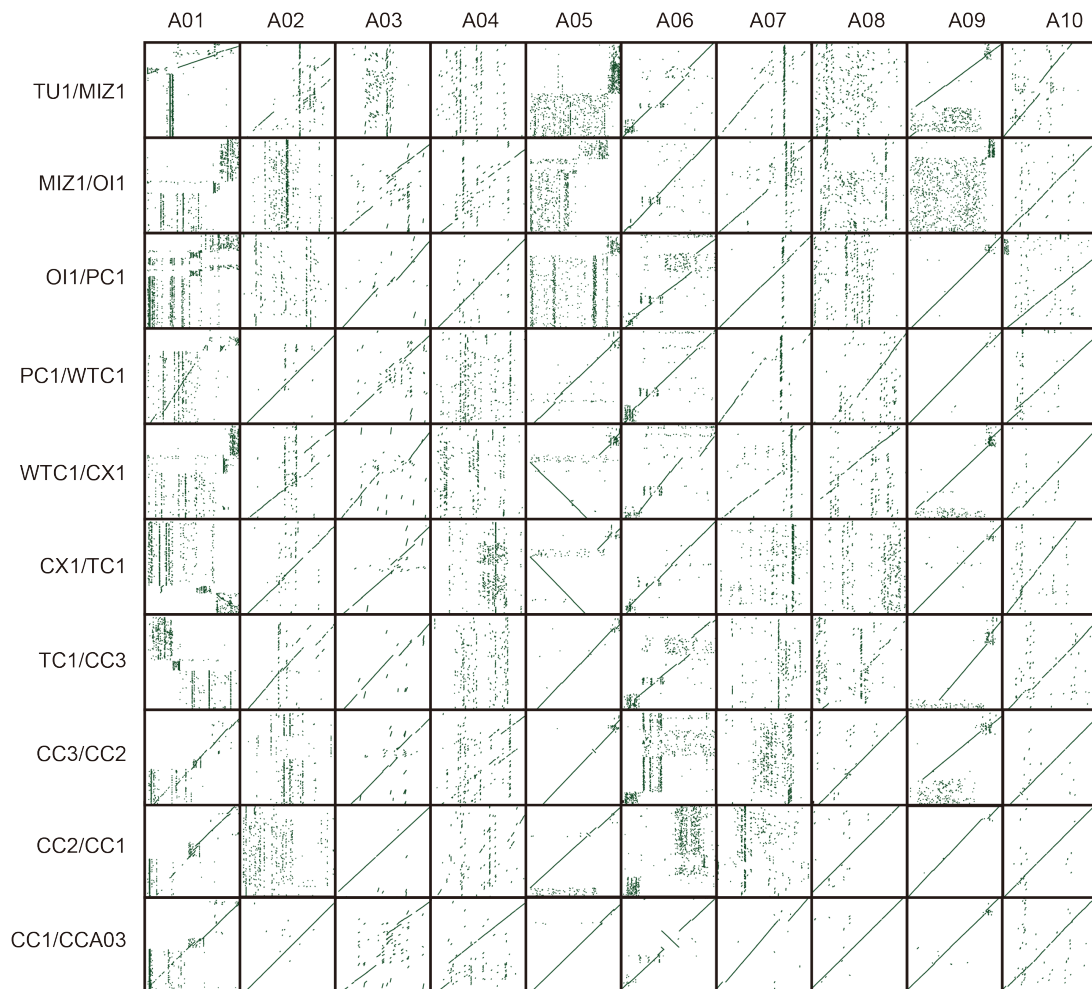 A01 A02 A03 A04 A05 A06 A07 A08 A09 A10
TU1/MIZ1
MIZ1/OI1
OI1/PC1
PC1/WTC1
WTC1/CX1
CX1/TC1
TC1/CC3
CC3/CC2
CC2/CC1
CC1/CCA03